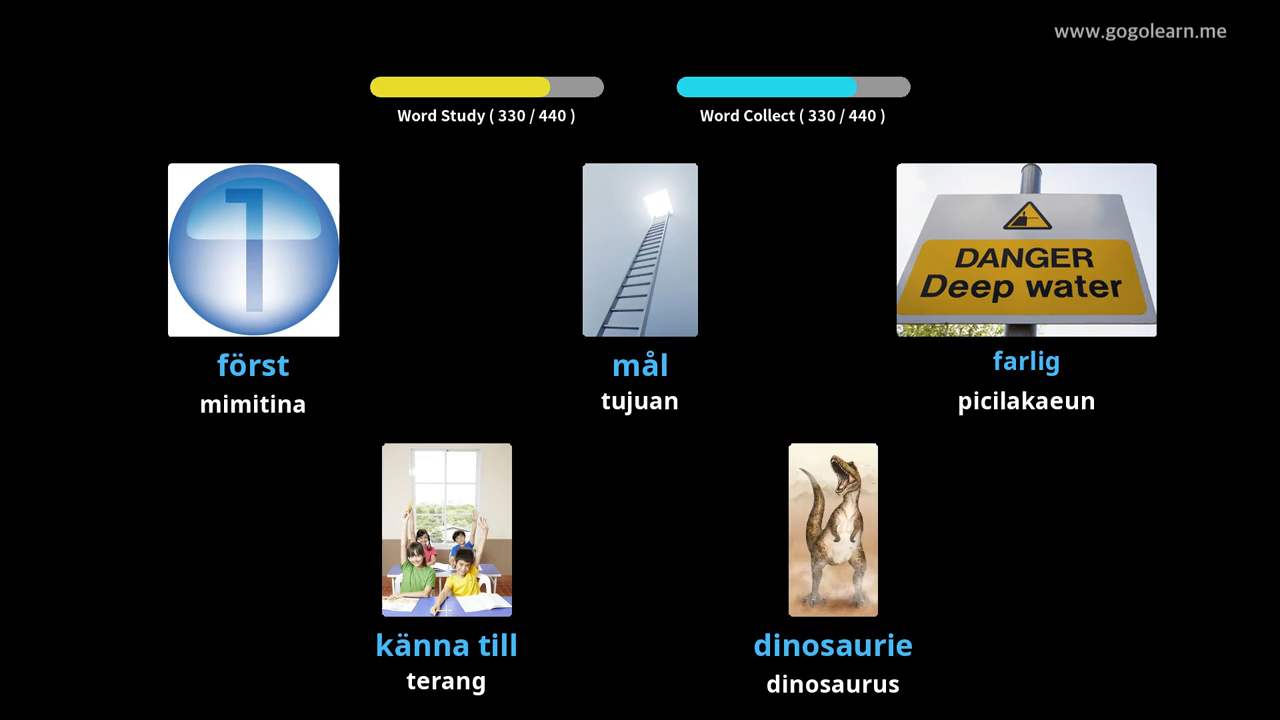 www.gogolearn.me
Word Study ( 330 / 440 )
Word Collect ( 330 / 440 )
1
DANGER
Deep water
först
mål
farlig
mimitina
tujuan
picilakaeun
känna till
dinosaurie
terang
dinosaurus